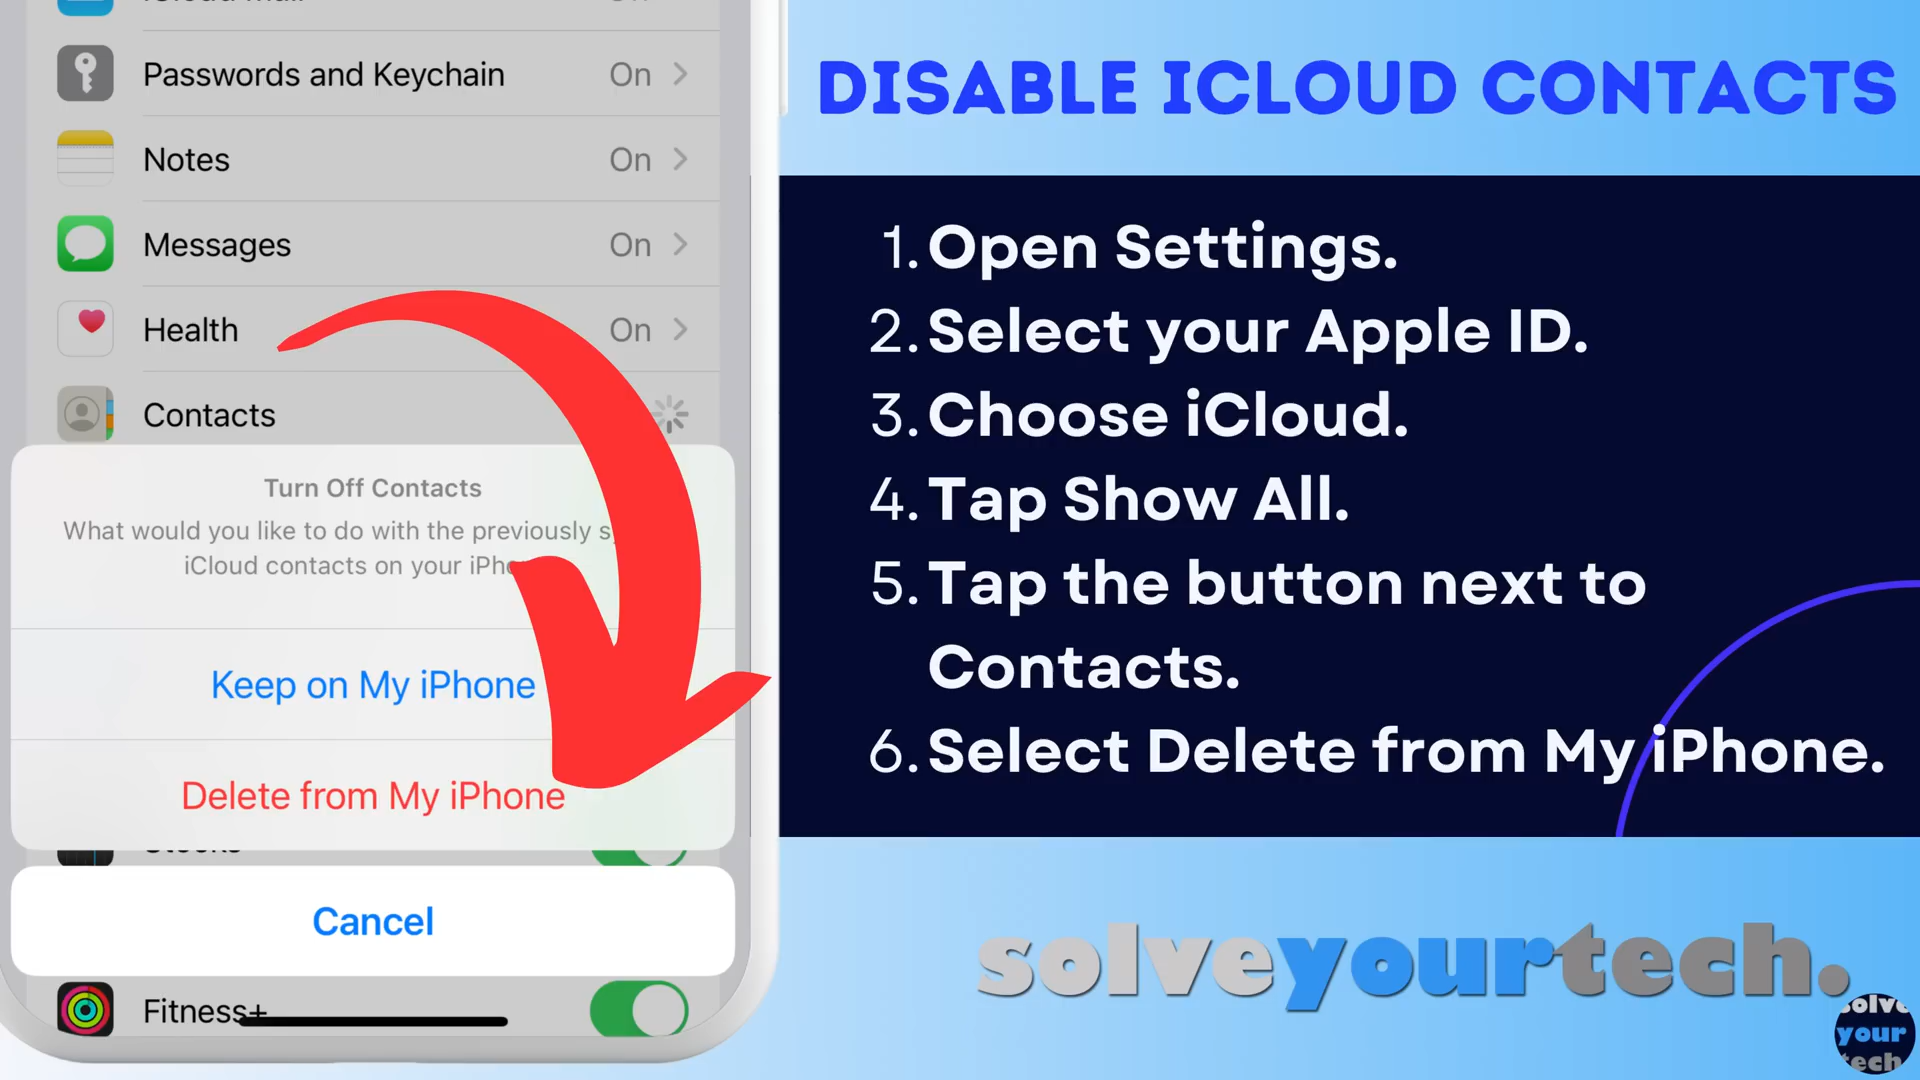 Passwords and Keychain On
Notes On
Messages On
Health On
Contacts
Turn Off Contacts
What would you like to do with the previously
iCloud contacts on your
Keep on My iPhone
Delete from My iPhone
Cancel
Fitness+
DISABLE ICLOUD CONTACTS
1. Open Settings.
2. Select your Apple ID.
3. Choose iCloud.
4. Tap Show All.
5. Tap the button next to
Contacts.
6. Select Delete from My iPhone.
solveyourtech.
solve
your
tech